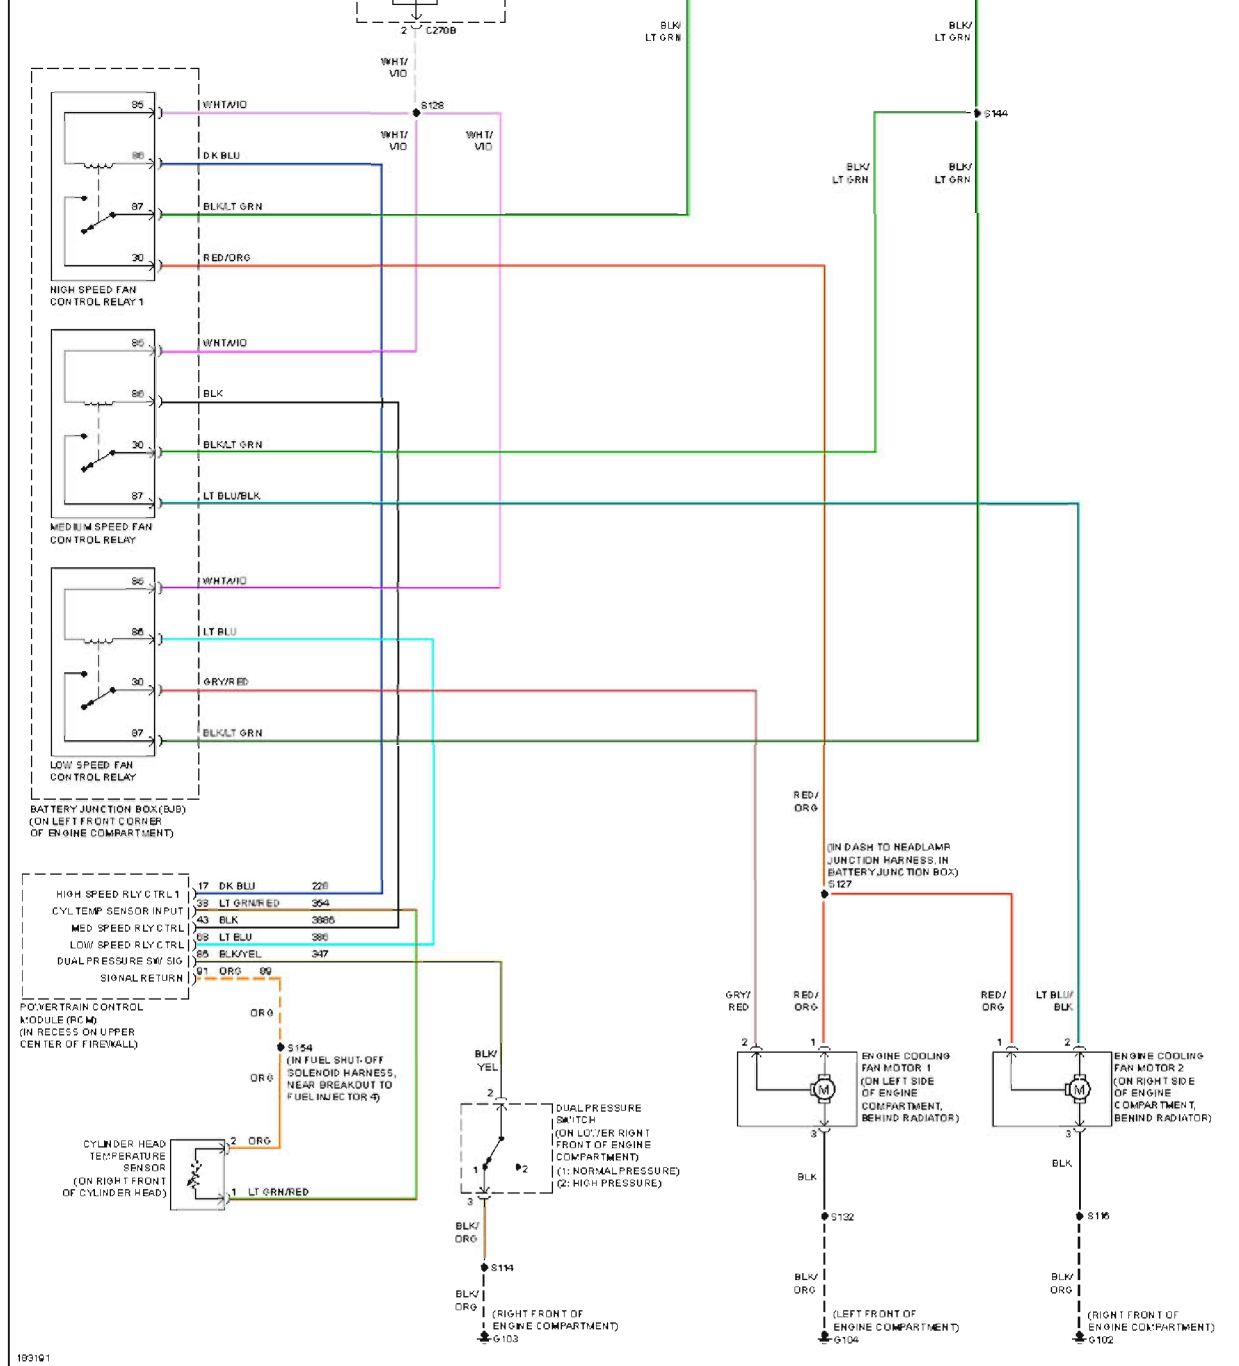 2 C270B
BLK/
LT GRN
BLK/
LT GRN
WHT/
VIO
85 WHT/VIO
S128
S144
WHT/
VIO
WHT/
VIO
86 DK BLU
BLK/
LT GRN
BLK/
LT GRN
87 BLK/LT GRN
30 RED/ORG
HIGH SPEED FAN
CONTROL RELAY 1
85 WHT/VIO
86 BLK
30 BLK/LT GRN
87 LT BLU/BLK
MEDIUM SPEED FAN
CONTROL RELAY
85 WHT/VIO
86 LT BLU
30 GRY/RED
87 BLK/LT GRN
LOW SPEED FAN
CONTROL RELAY
BATTERY JUNCTION BOX (BJB)
(ON LEFT FRONT CORNER
OF ENGINE COMPARTMENT)
RED/
ORG
(IN DASH TO HEADLAMP
JUNCTION HARNESS, IN
BATTERY JUNCTION BOX)
S127
HIGH SPEED RLY CTRL 1 17 DK BLU 228
CYL TEMP SENSOR INPUT 38 LT GRN/RED 354
MED SPEED RLY CTRL 43 BLK
LOW SPEED RLY CTRL 68 LT BLU 386
DUAL PRESSURE SW SIG 86 BLK/YEL 347
SIGNAL RETURN 91 ORG 89
POWERTRAIN CONTROL
MODULE (PCM)
(IN RECESS ON UPPER
CENTER OF FIREWALL)
ORG
S154
(IN FUEL SHUT-OFF
SOLENOID HARNESS,
NEAR BREAKOUT TO
FUEL INJECTOR 4)
ORG
BLK/
YEL
GRY/
RED
RED/
ORG
RED/
ORG
LT BLU/
BLK
2 1 1 2
M
ENGINE COOLING
FAN MOTOR 1
(ON LEFT SIDE
OF ENGINE
COMPARTMENT,
BEHIND RADIATOR)
M
ENGINE COOLING
FAN MOTOR 2
(ON RIGHT SIDE
OF ENGINE
COMPARTMENT,
BEHIND RADIATOR)
3 3
2
DUAL PRESSURE
SWITCH
(ON LOWER RIGHT
FRONT OF ENGINE
COMPARTMENT)
(1: NORMAL PRESSURE)
(2: HIGH PRESSURE)
1 2
3
CYLINDER HEAD
TEMPERATURE
SENSOR
(ON RIGHT FRONT
OF CYLINDER HEAD)
2 ORG
1 LT GRN/RED
BLK
BLK
BLK/
ORG
S132
S116
S114
BLK/
ORG
(RIGHT FRONT OF
ENGINE COMPARTMENT)
G103
BLK/
ORG
(LEFT FRONT OF
ENGINE COMPARTMENT)
G104
BLK/
ORG
(RIGHT FRONT OF
ENGINE COMPARTMENT)
G102
193191